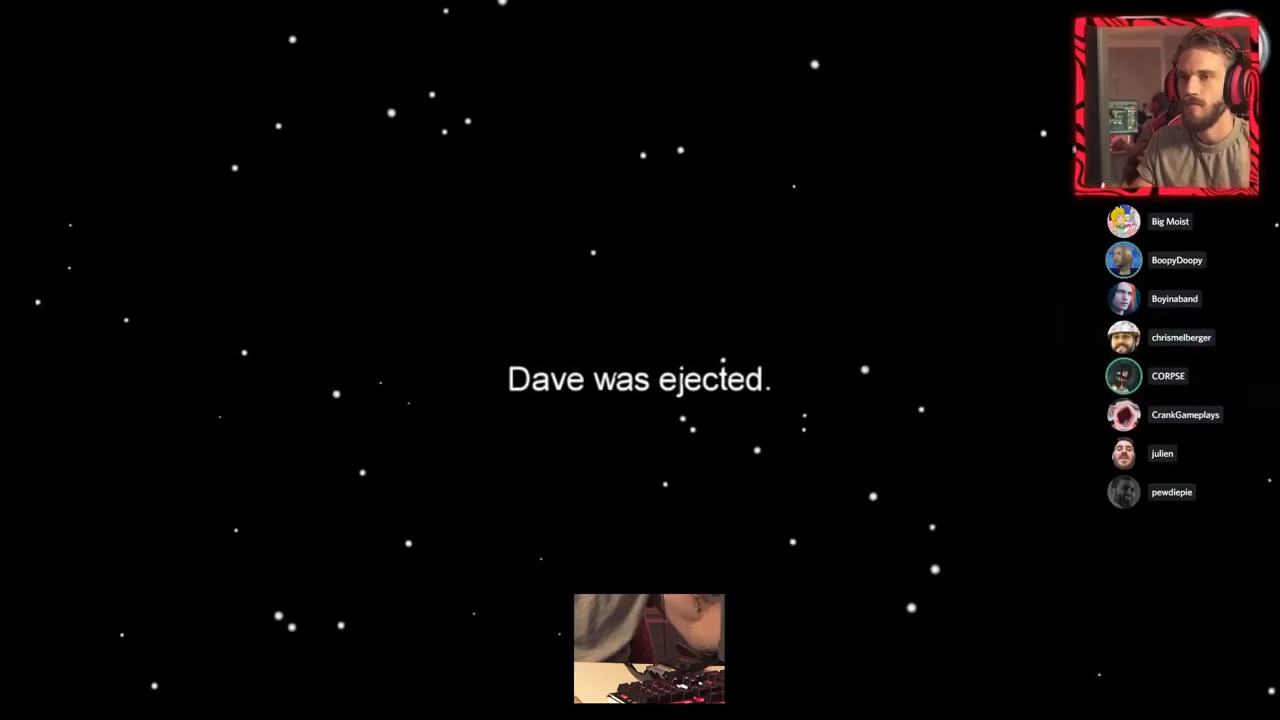 Dave was ejected.
Big Moist
BoopyDoopy
Boyinaband
chrismelberger
CORPSE
CrankGameplays
julien
pewdiepie